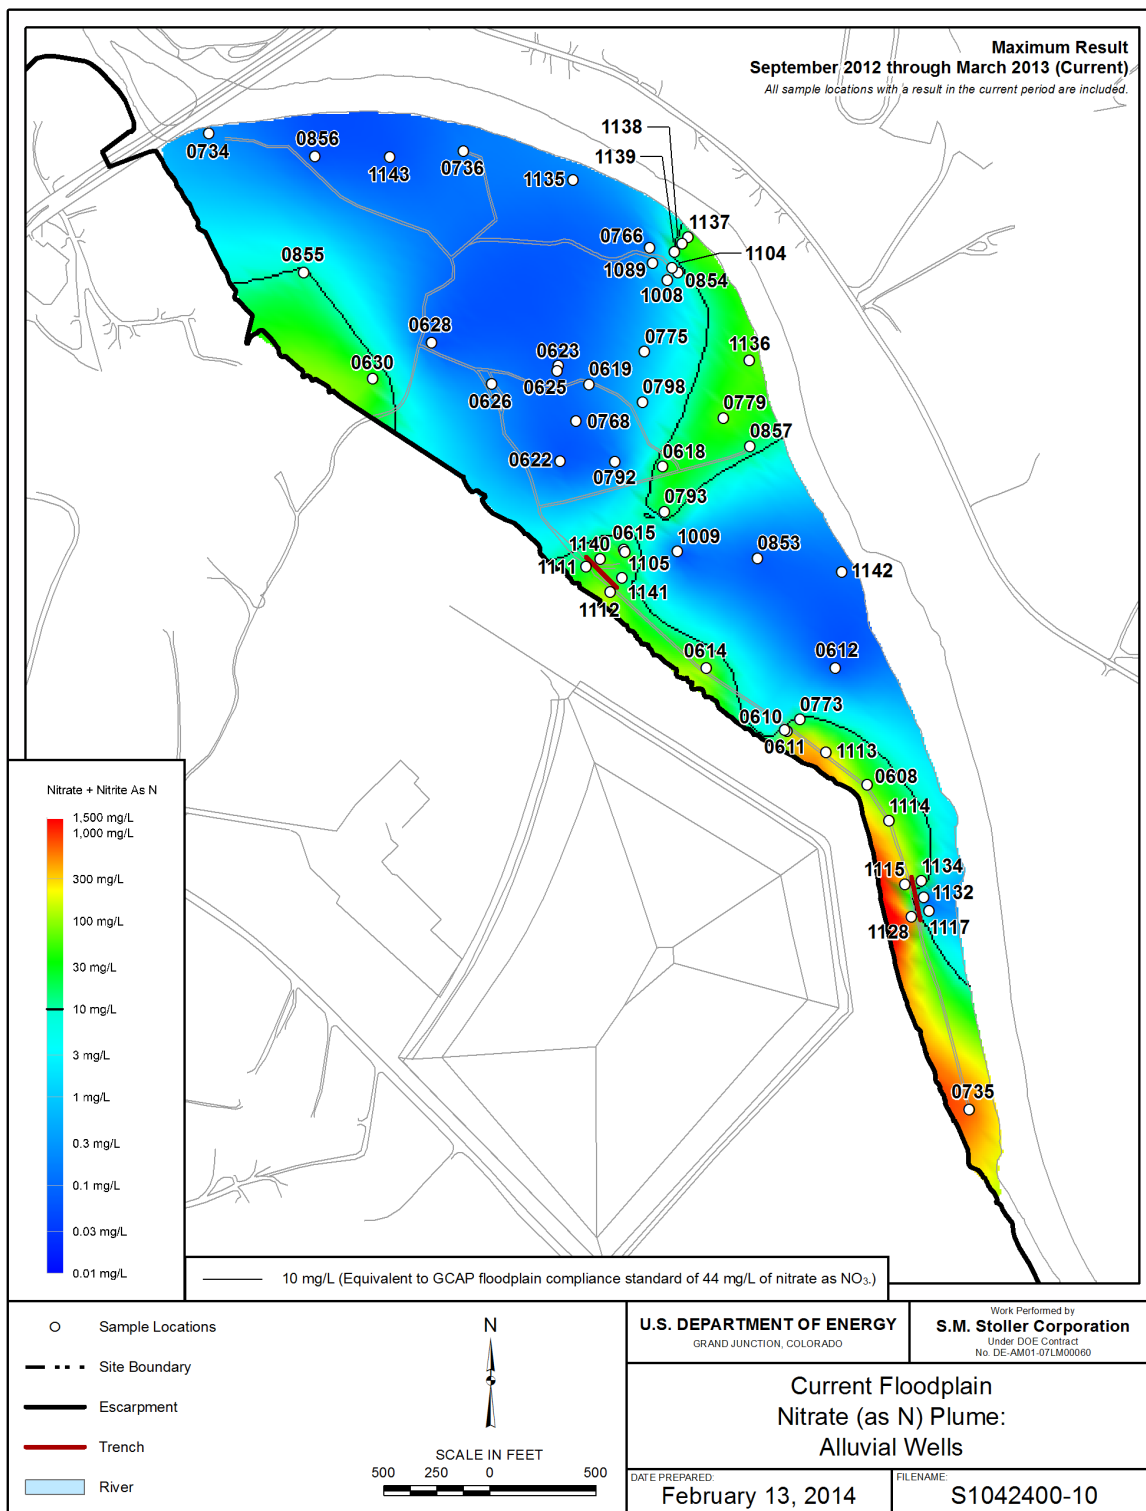 Maximum Result
September 2012 through March 2013 (Current)
All sample locations with a result in the current period are included.
1138
1139
0734
0856
1143
0736
1135
1137
0766
1104
1089
0854
1008
0855
0628
0775
1136
0630
0623
0619
0625
0626
0798
0779
0768
0857
0622
0792
0618
0793
0615
1140
1009
0853
1105
1111
1142
1141
1112
0614
0612
0773
0610
0611
1113
0608
1114
1115
1134
1132
1117
1128
0735
Nitrate + Nitrite As N
1,500 mg/L
1,000 mg/L
300 mg/L
100 mg/L
30 mg/L
10 mg/L
3 mg/L
1 mg/L
0.3 mg/L
0.1 mg/L
0.03 mg/L
0.01 mg/L
10 mg/L (Equivalent to GCAP floodplain compliance standard of 44 mg/L of nitrate as NO₃.)
Sample Locations
Site Boundary
Escarpment
Trench
River
N
SCALE IN FEET
500 250 0 500
U.S. DEPARTMENT OF ENERGY
GRAND JUNCTION, COLORADO
Work Performed by
S.M. Stoller Corporation
Under DOE Contract
No. DE-AM01-07LM00060
Current Floodplain
Nitrate (as N) Plume:
Alluvial Wells
DATE PREPARED:
February 13, 2014
FILENAME:
S1042400-10